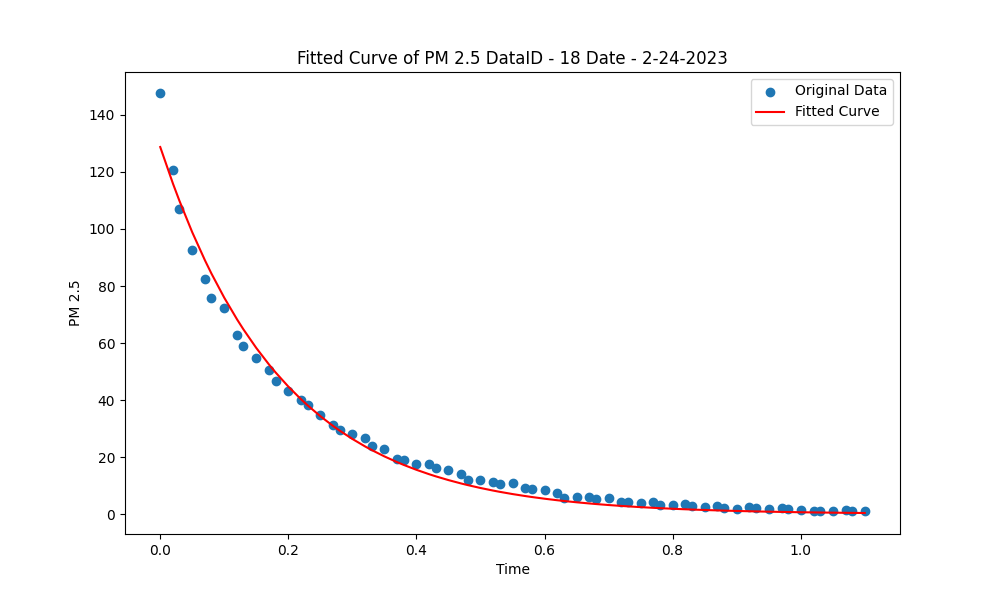 Fitted Curve of PM 2.5 DataID - 18 Date - 2-24-2023
Original Data
Fitted Curve
140
120
100
80
60
40
20
0
PM 2.5
0.0 0.2 0.4 0.6 0.8 1.0
Time